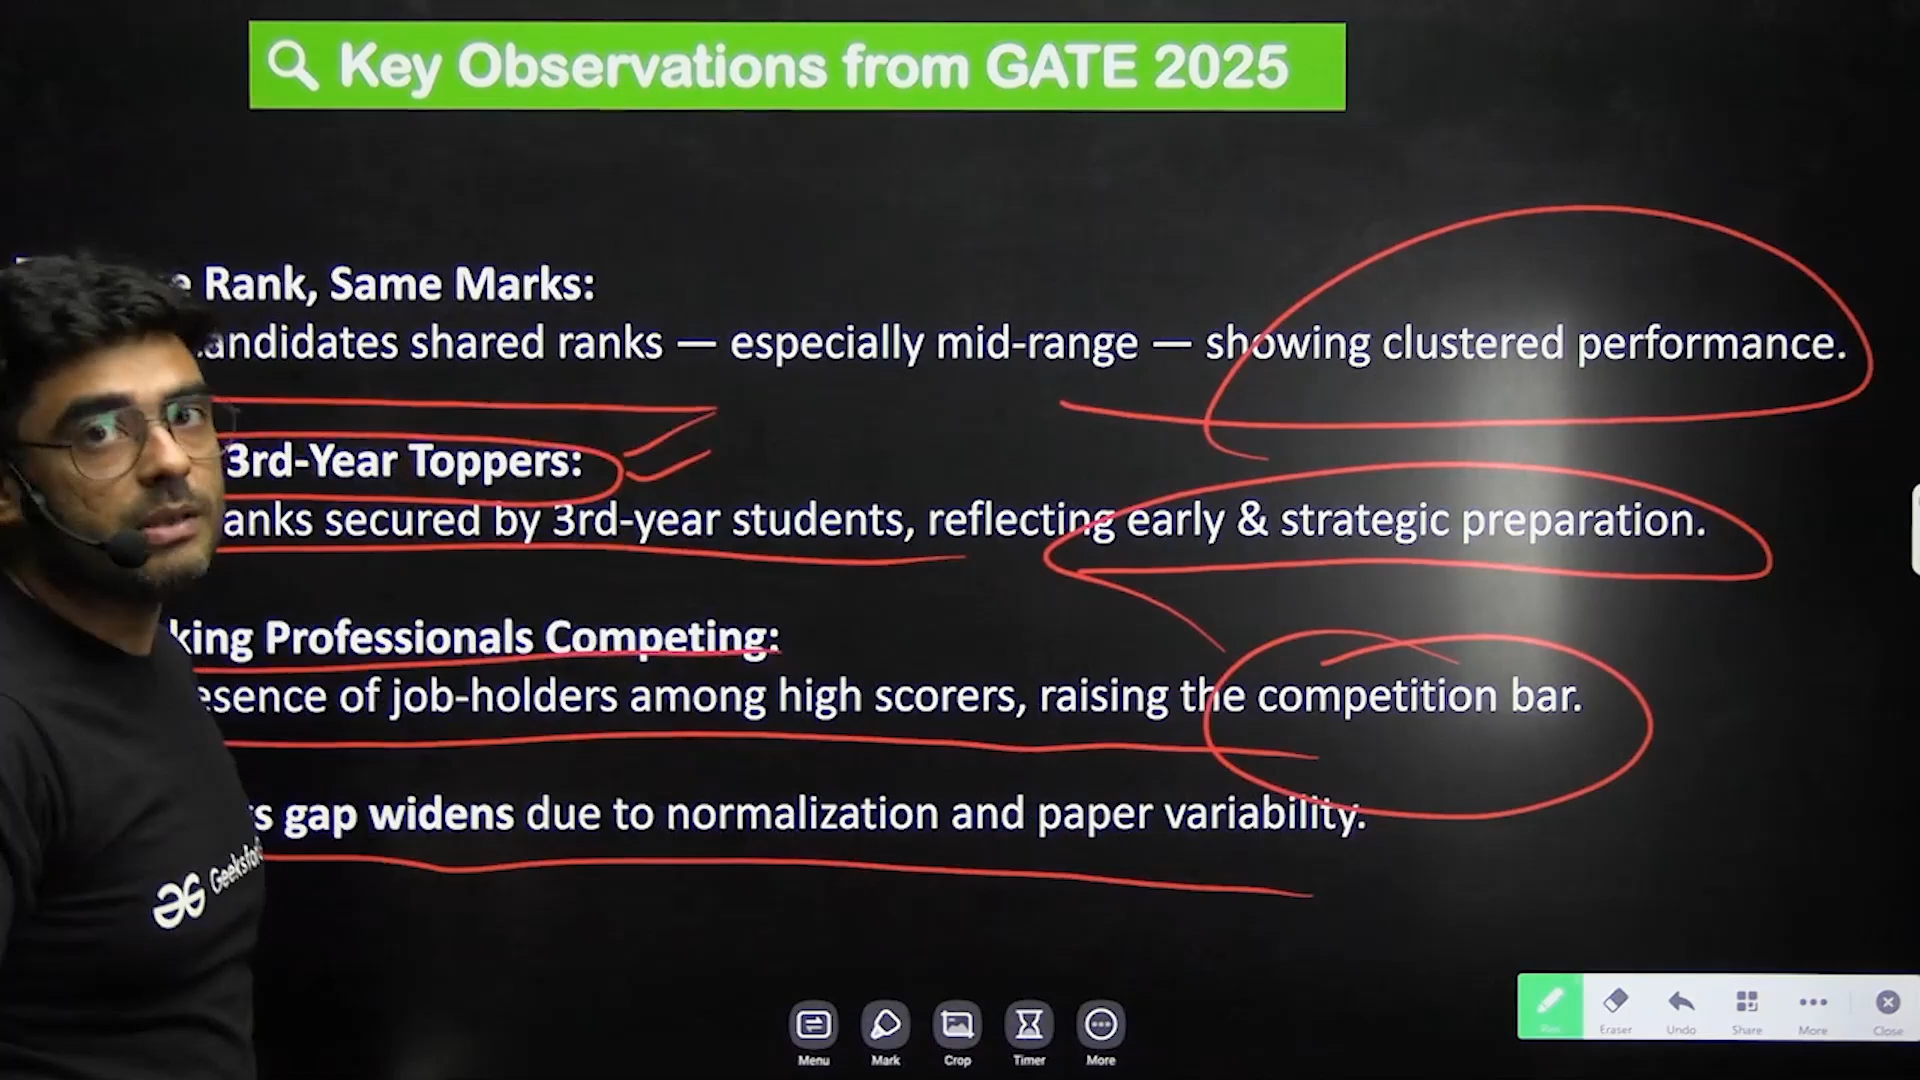 Key Observations from GATE 2025
Rank, Same Marks:
andidates shared ranks — especially mid-range — showing clustered performance.
3rd-Year Toppers:
anks secured by 3rd-year students, reflecting early & strategic preparation.
king Professionals Competing:
esence of job-holders among high scorers, raising the competition bar.
s gap widens due to normalization and paper variability.
Geeksfor
Menu Mark Crop Timer More
Pen Eraser Undo Share More Close